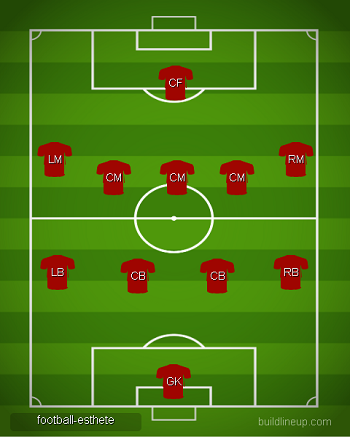 CF
LM
RM
CM
CM
CM
LB
CB
CB
RB
GK
football-esthete
buildlineup.com